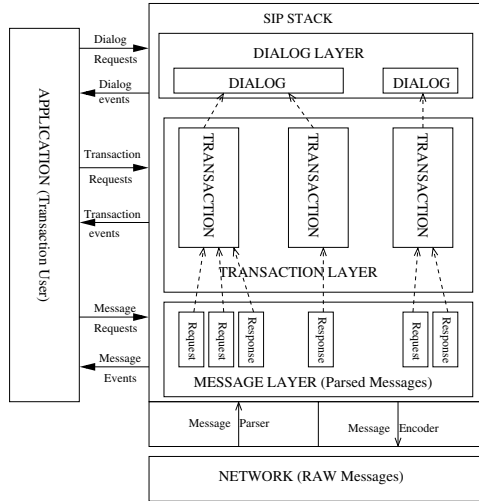 SIP STACK
DIALOG LAYER
DIALOG
DIALOG
Dialog
Requests
Dialog
events
APPLICATION (Transaction User)
TRANSACTION
TRANSACTION
TRANSACTION
Transaction
Requests
Transaction
events
TRANSACTION LAYER
Message
Requests
Message
Events
Request
Request
Response
Response
Request
Response
MESSAGE LAYER (Parsed Messages)
Message Parser
Message Encoder
NETWORK (RAW Messages)